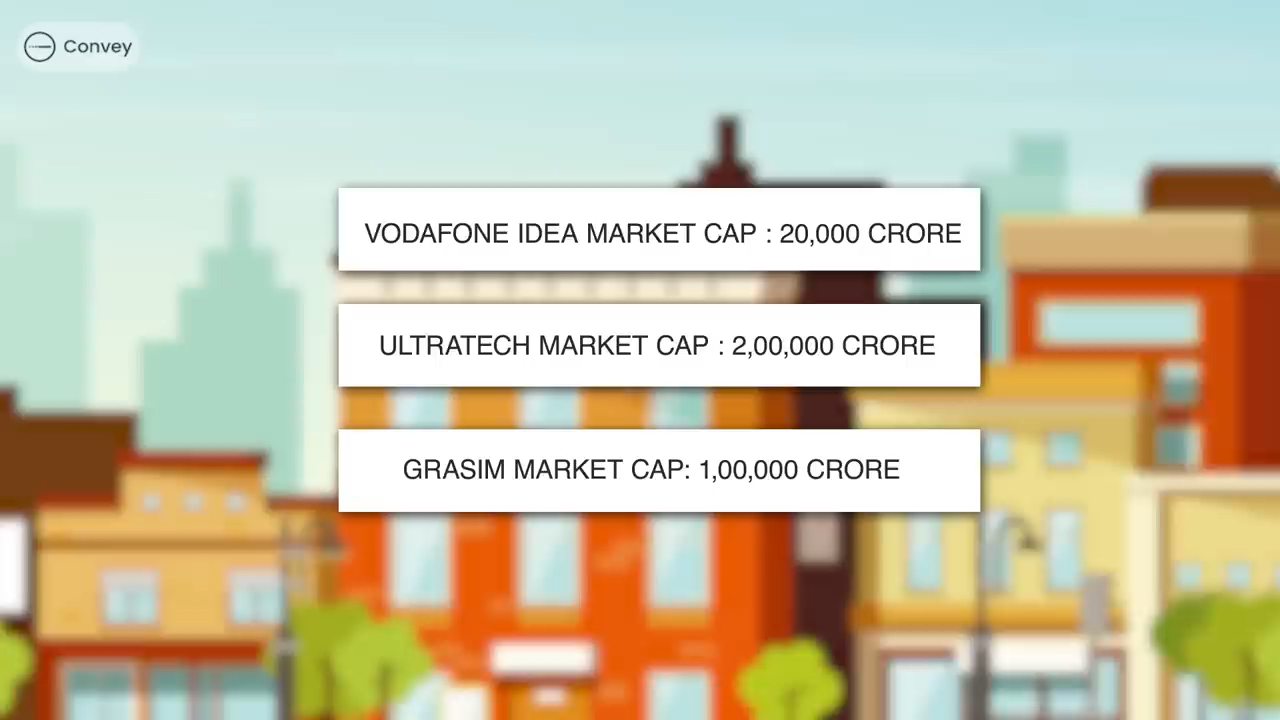 Convey
VODAFONE IDEA MARKET CAP : 20,000 CRORE
ULTRATECH MARKET CAP : 2,00,000 CRORE
GRASIM MARKET CAP: 1,00,000 CRORE